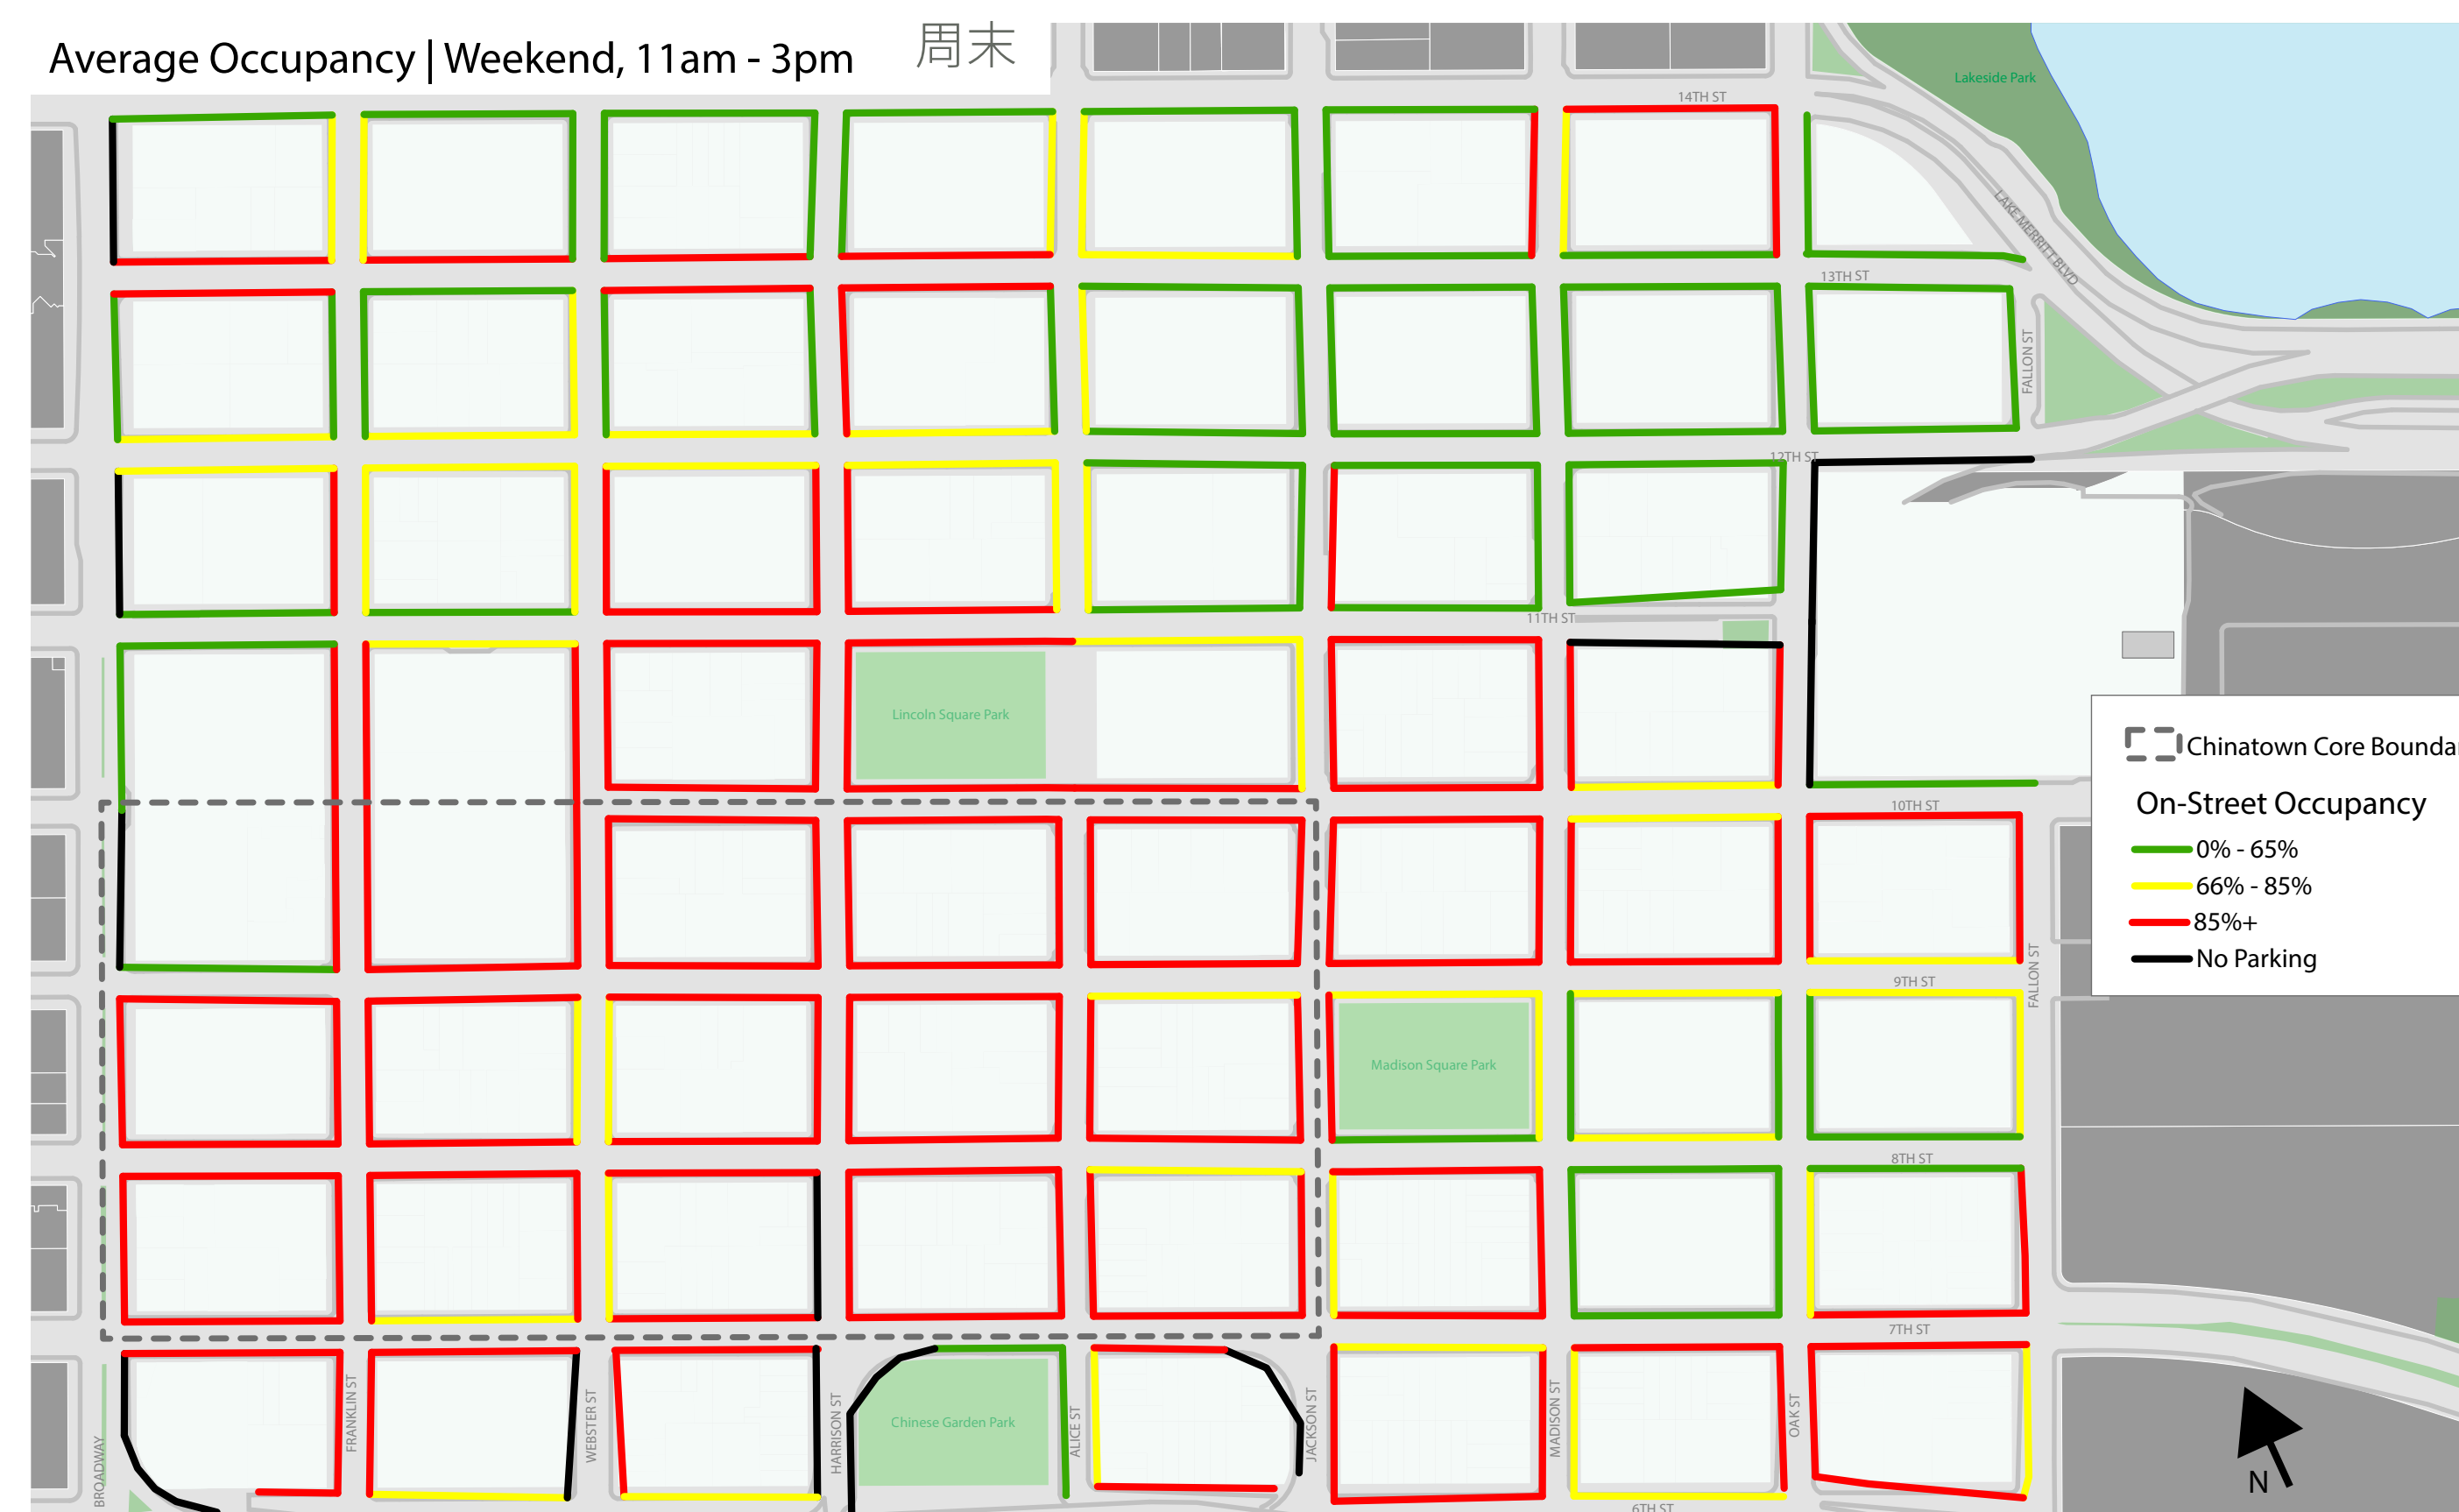 Average Occupancy | Weekend, 11am - 3pm
周末
Lakeside Park
14TH ST
LAKE MERRITT BLVD
13TH ST
FALLON ST
12TH ST
11TH ST
Lincoln Square Park
Chinatown Core Bounda
On-Street Occupancy
0% - 65%
66% - 85%
85%+
No Parking
10TH ST
9TH ST
FALLON ST
Madison Square Park
8TH ST
7TH ST
BROADWAY
FRANKLIN ST
WEBSTER ST
HARRISON ST
Chinese Garden Park
ALICE ST
JACKSON ST
MADISON ST
OAK ST
6TH ST
N